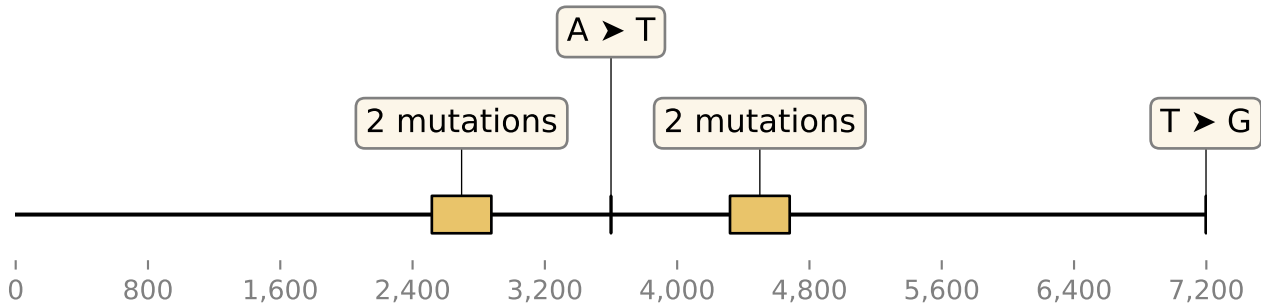 A ➤ T
2 mutations
2 mutations
T ➤ G
0
800
1,600
2,400
3,200
4,000
4,800
5,600
6,400
7,200